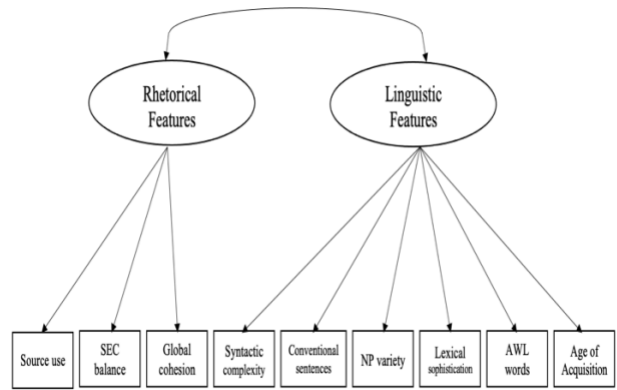 Rhetorical
Features
Linguistic
Features
Source use
SEC
balance
Global
cohesion
Syntactic
complexity
Conventional
sentences
NP variety
Lexical
sophistication
AWL
words
Age of
Acquisition